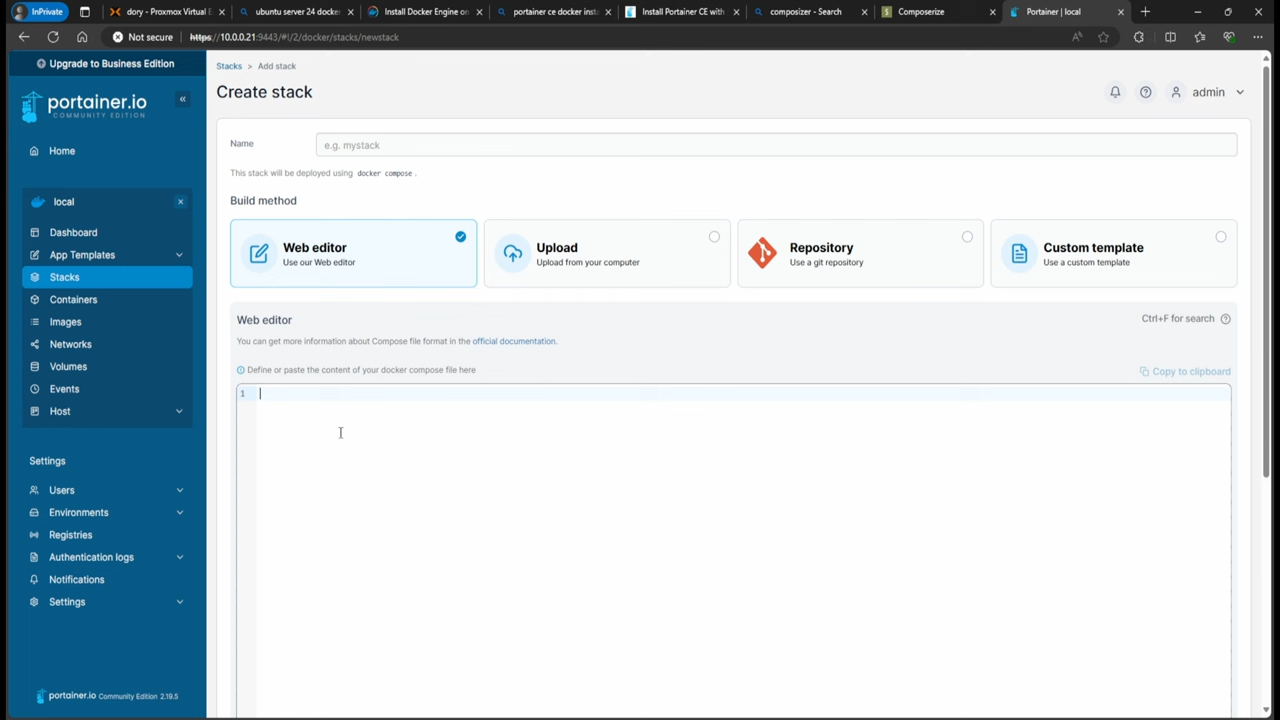 InPrivate
dory - Proxmox Virtual E
ubuntu server 24 docker
Install Docker Engine on
portainer ce docker inst
Install Portainer CE with
composizer - Search
Composerize
Portainer | local
Not secure
https://10.0.0.21:9443/#!/2/docker/stacks/newstack
Upgrade to Business Edition
portainer.io
COMMUNITY EDITION
Home
local
Dashboard
App Templates
Stacks
Containers
Images
Networks
Volumes
Events
Host
Settings
Users
Environments
Registries
Authentication logs
Notifications
Settings
portainer.io Community Edition 2.19.5
Stacks > Add stack
Create stack
admin
Name
e.g. mystack
This stack will be deployed using docker compose.
Build method
Web editor
Use our Web editor
Upload
Upload from your computer
Repository
Use a git repository
Custom template
Use a custom template
Web editor
Ctrl+F for search
You can get more information about Compose file format in the official documentation.
Define or paste the content of your docker compose file here
Copy to clipboard
1